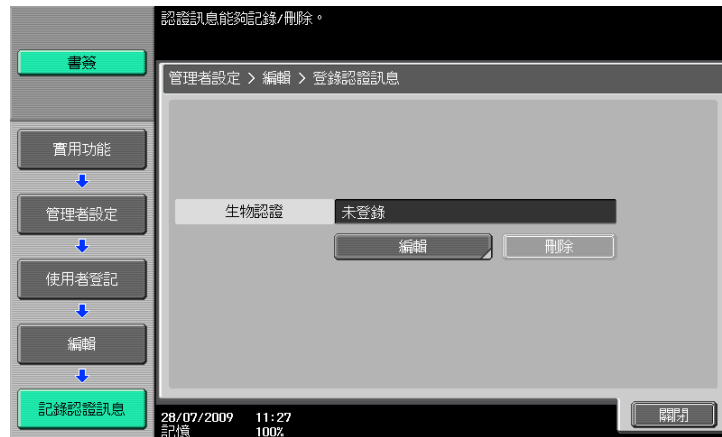 認證訊息能夠記錄/刪除。
書簽
管理者設定 > 編輯 > 登錄認證訊息
實用功能
管理者設定
使用者登記
編輯
記錄認證訊息
生物認證
未登錄
編輯
刪除
28/07/2009 11:27
記憶 100%
關閉